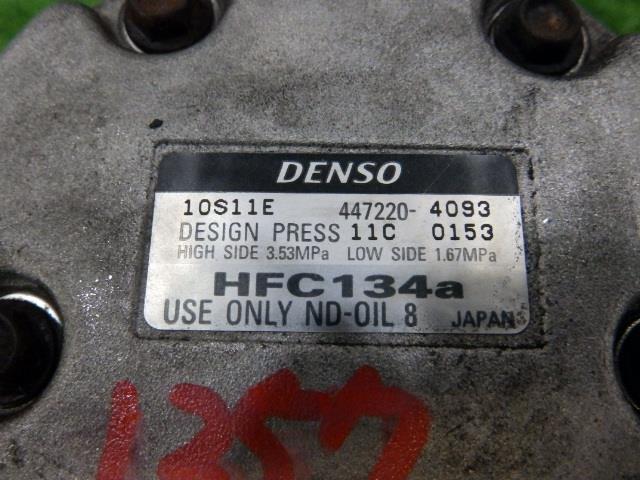 DENSO
10S11E 447220-4093
DESIGN PRESS 11C 0153
HIGH SIDE 3.53MPa LOW SIDE 1.67MPa
HFC134a
USE ONLY ND-OIL 8 JAPAN
1257